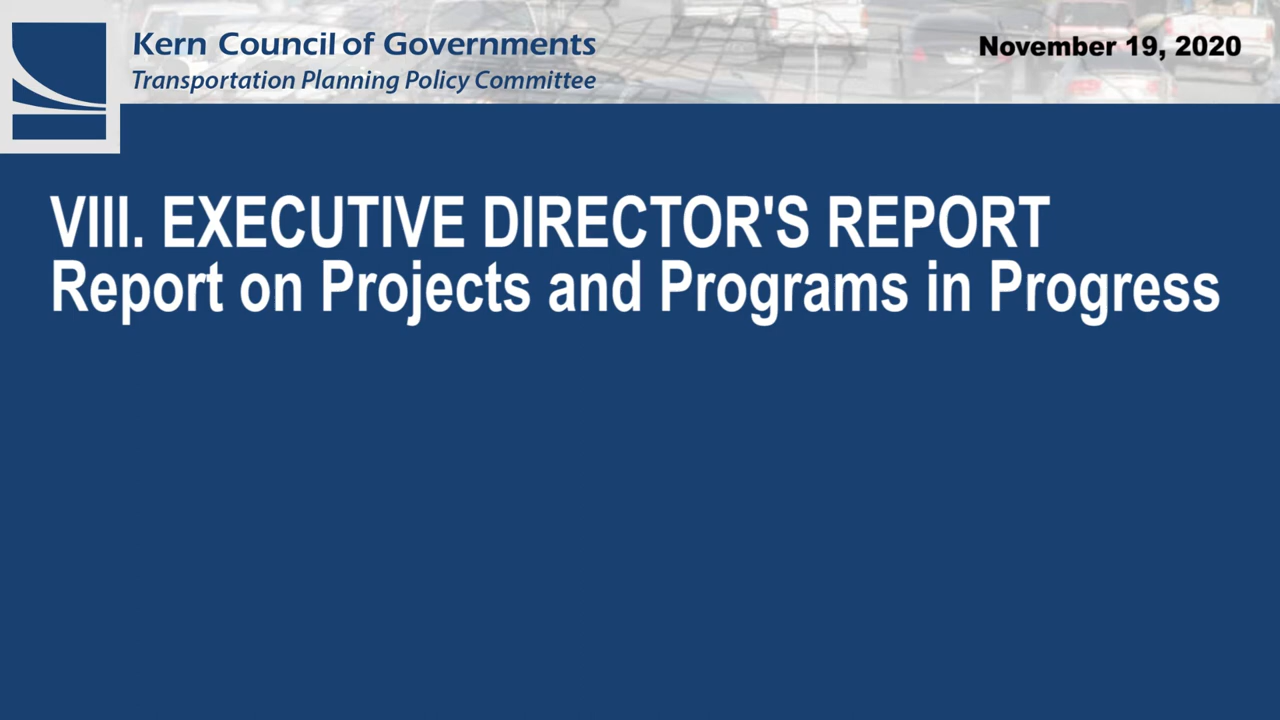 Kern Council of Governments
Transportation Planning Policy Committee
November 19, 2020
VIII. EXECUTIVE DIRECTOR'S REPORT
Report on Projects and Programs in Progress